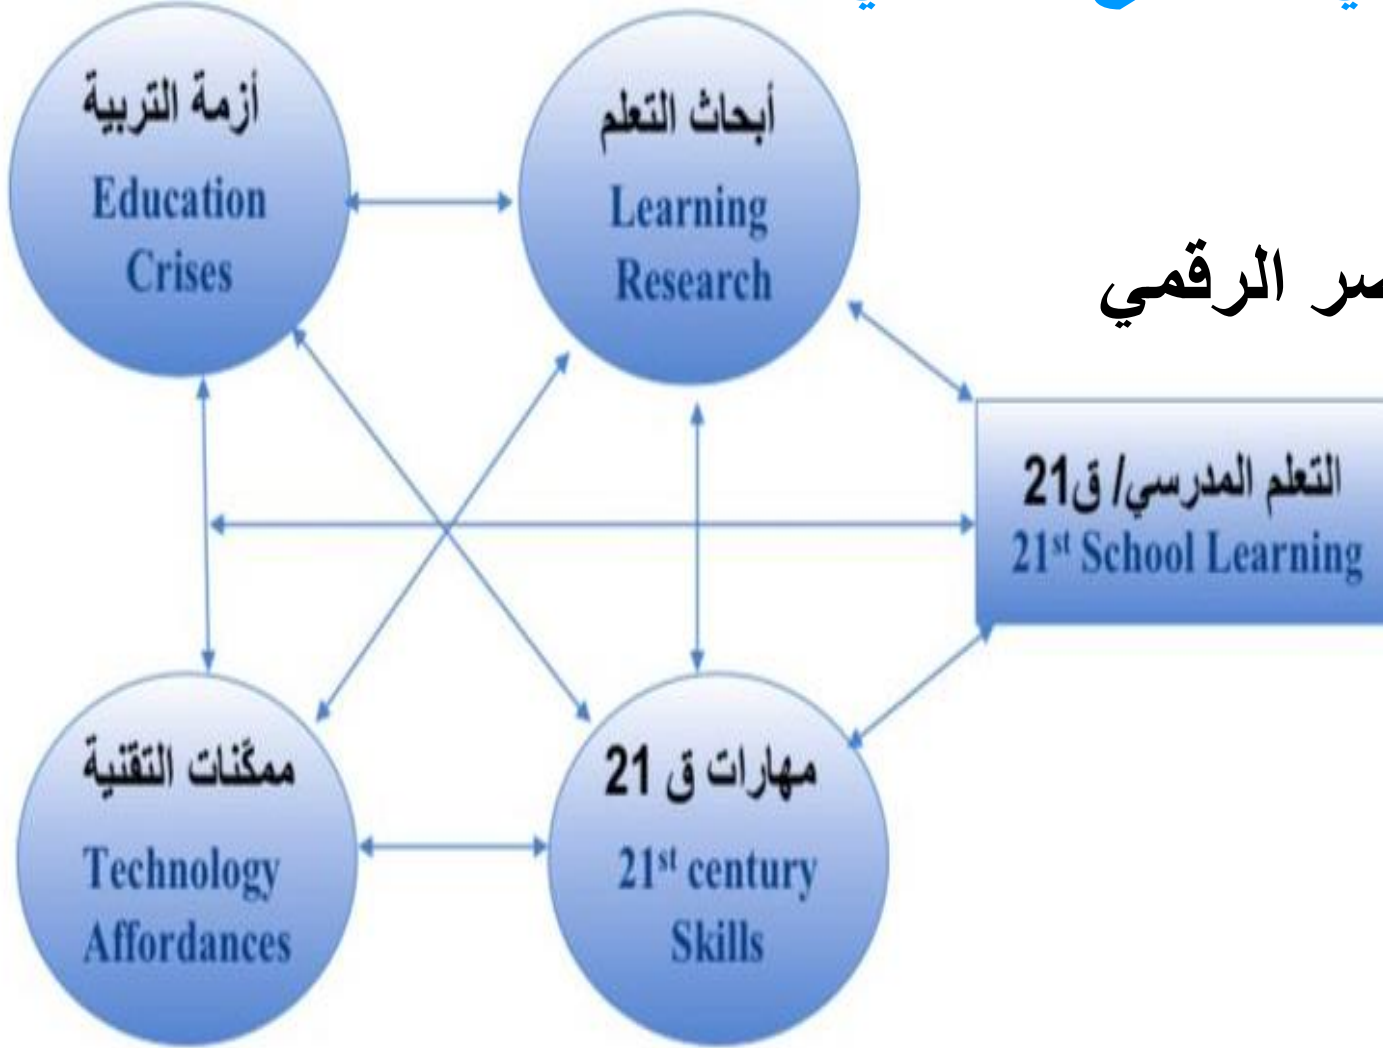 أزمة التربية
Education
Crises
أبحاث التعلم
Learning
Research
الرقمي
التعلم المدرسي/ ق21
21st School Learning
ممكّنات التقنية
Technology
Affordances
مهارات ق 21
21st century
Skills